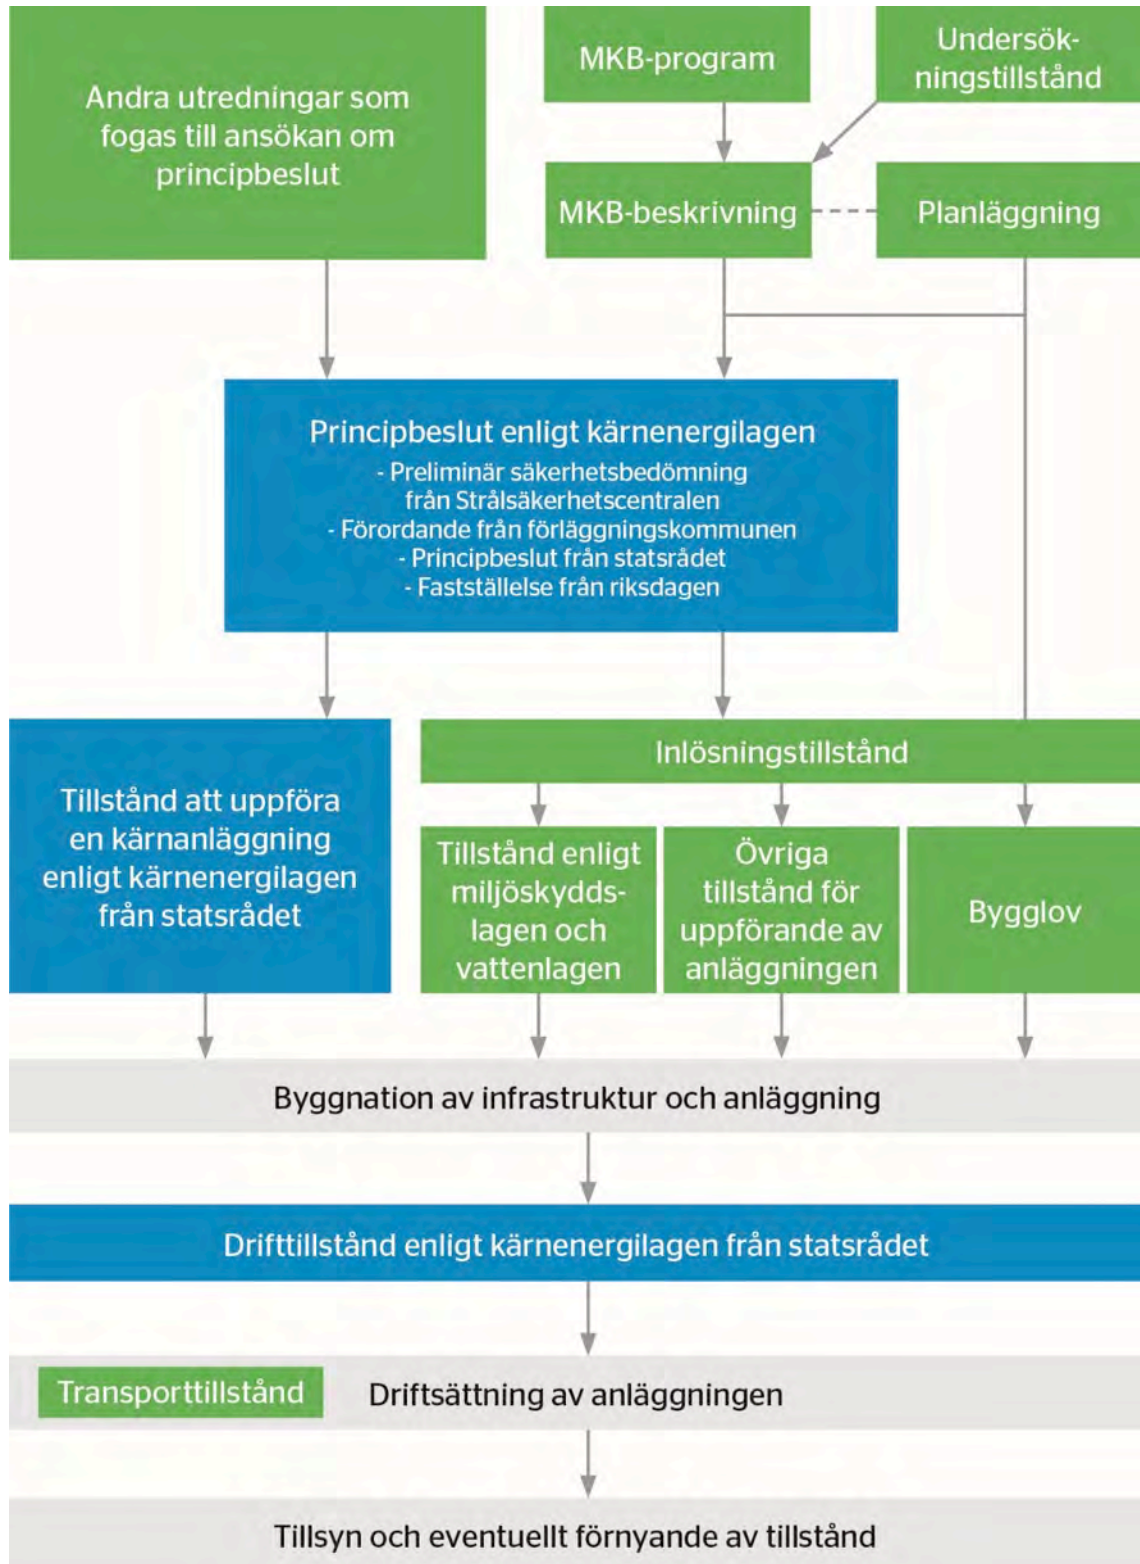 Andra utredningar som
fogas till ansökan om
principbeslut
MKB-program
Undersök-
ningstillstånd
MKB-beskrivning
Planläggning
Principbeslut enligt kärnenergilagen
- Preliminär säkerhetsbedömning
från Strålsäkerhetscentralen
- Förordande från förläggningskommunen
- Principbeslut från statsrådet
- Fastställelse från riksdagen
Tillstånd att uppföra
en kärnanläggning
enligt kärnenergilagen
från statsrådet
Inlösningstillstånd
Tillstånd enligt
miljöskydds-
lagen och
vattenlagen
Övriga
tillstånd för
uppförande av
anläggningen
Bygglov
Byggnation av infrastruktur och anläggning
Drifttillstånd enligt kärnenergilagen från statsrådet
Transporttillstånd
Driftsättning av anläggningen
Tillsyn och eventuellt förnyande av tillstånd